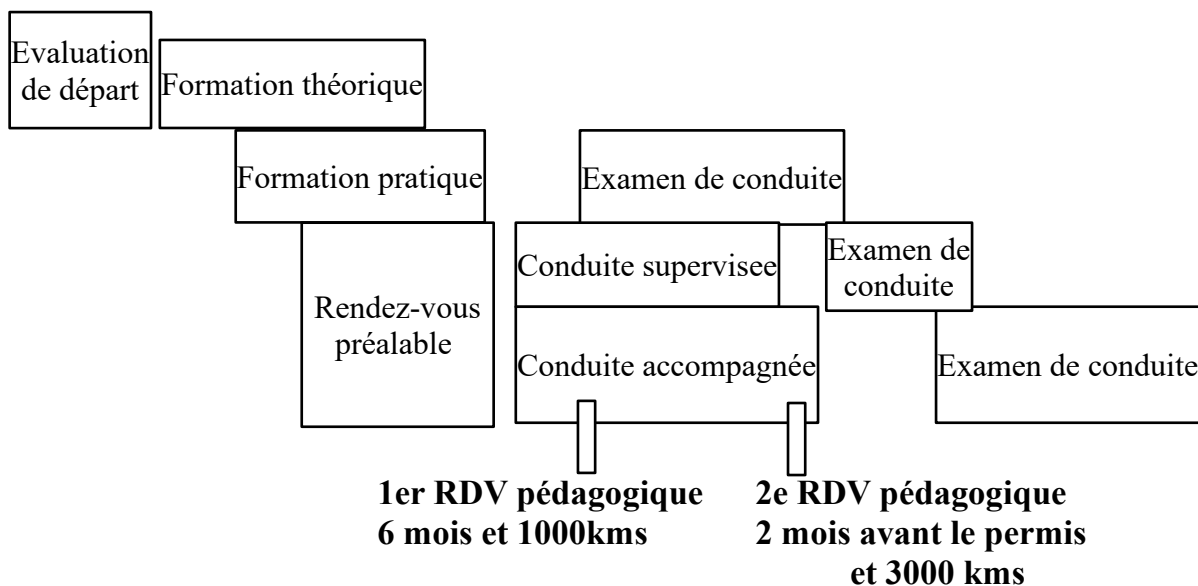 Evaluation
de départ
Formation théorique
Formation pratique
Examen de conduite
Rendez-vous
préalable
Conduite supervisee
Examen de
conduite
Conduite accompagnée
Examen de conduite
1er RDV pédagogique
6 mois et 1000kms
2e RDV pédagogique
2 mois avant le permis
et 3000 kms